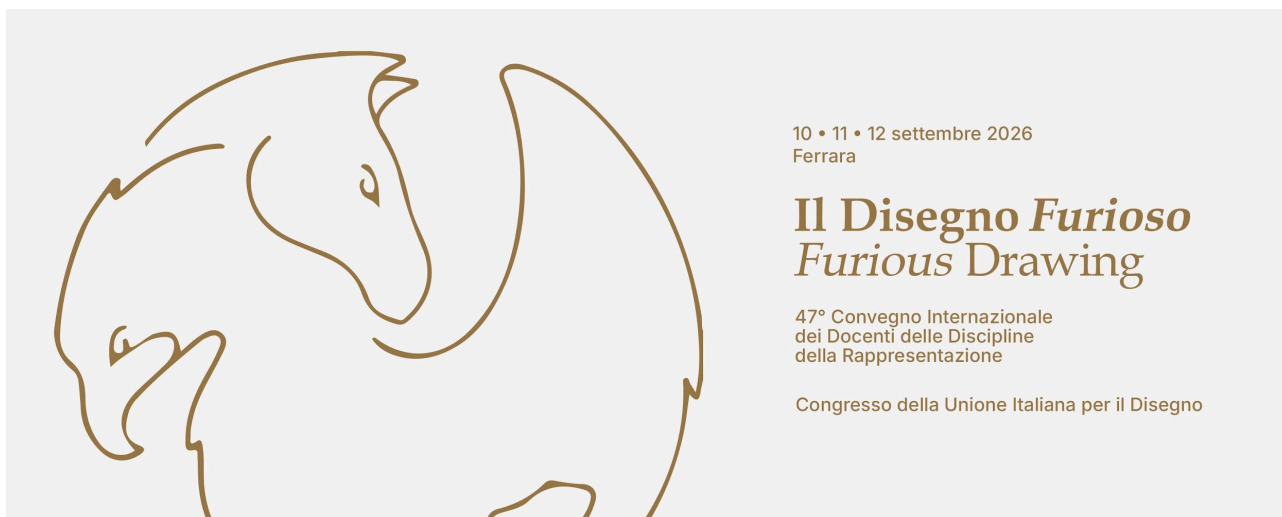 10 • 11 • 12 settembre 2026
Ferrara
Il Disegno Furioso
Furious Drawing
47° Convegno Internazionale
dei Docenti delle Discipline
della Rappresentazione
Congresso della Unione Italiana per il Disegno